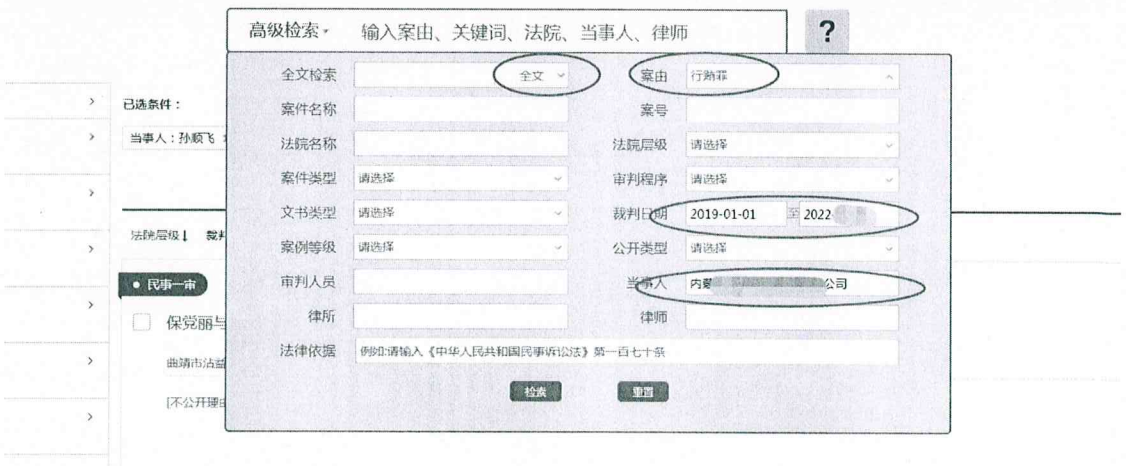 高级检索 输入案由、关键词、法院、当事人、律师 ?
全文检索 全文 案由 行贿罪
已选条件：
案件名称 案号
当事人：孙顺飞
法院名称 法院层级 请选择
案件类型 请选择 审判程序 请选择
文书类型 请选择 裁判日期 2019-01-01 至 2022-
法院层级↓ 裁判
案例等级 请选择 公开类型 请选择
民事一审
审判人员 当事人 内 公司
律所 律师
保党丽与
法律依据 例如:请输入《中华人民共和国民事诉讼法》第一百七十条
曲靖市沾益
检索 重置
[不公开理由